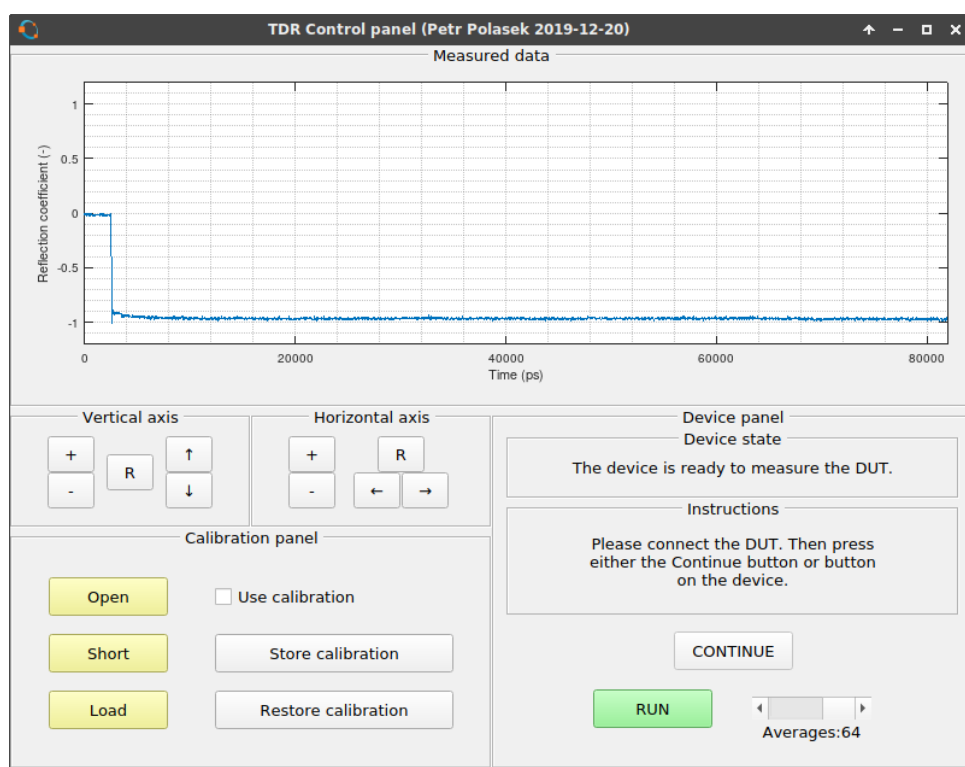 TDR Control panel (Petr Polasek 2019-12-20)
Measured data
Reflection coefficient (-)
1
0.5
0
-0.5
-1
0 20000 40000 60000 80000
Time (ps)
Vertical axis
+ R ↑
- ↓
Horizontal axis
+ R
- ← →
Device panel
Device state
The device is ready to measure the DUT.
Instructions
Please connect the DUT. Then press
either the Continue button or button
on the device.
CONTINUE
RUN
Averages:64
Calibration panel
Open Use calibration
Short Store calibration
Load Restore calibration